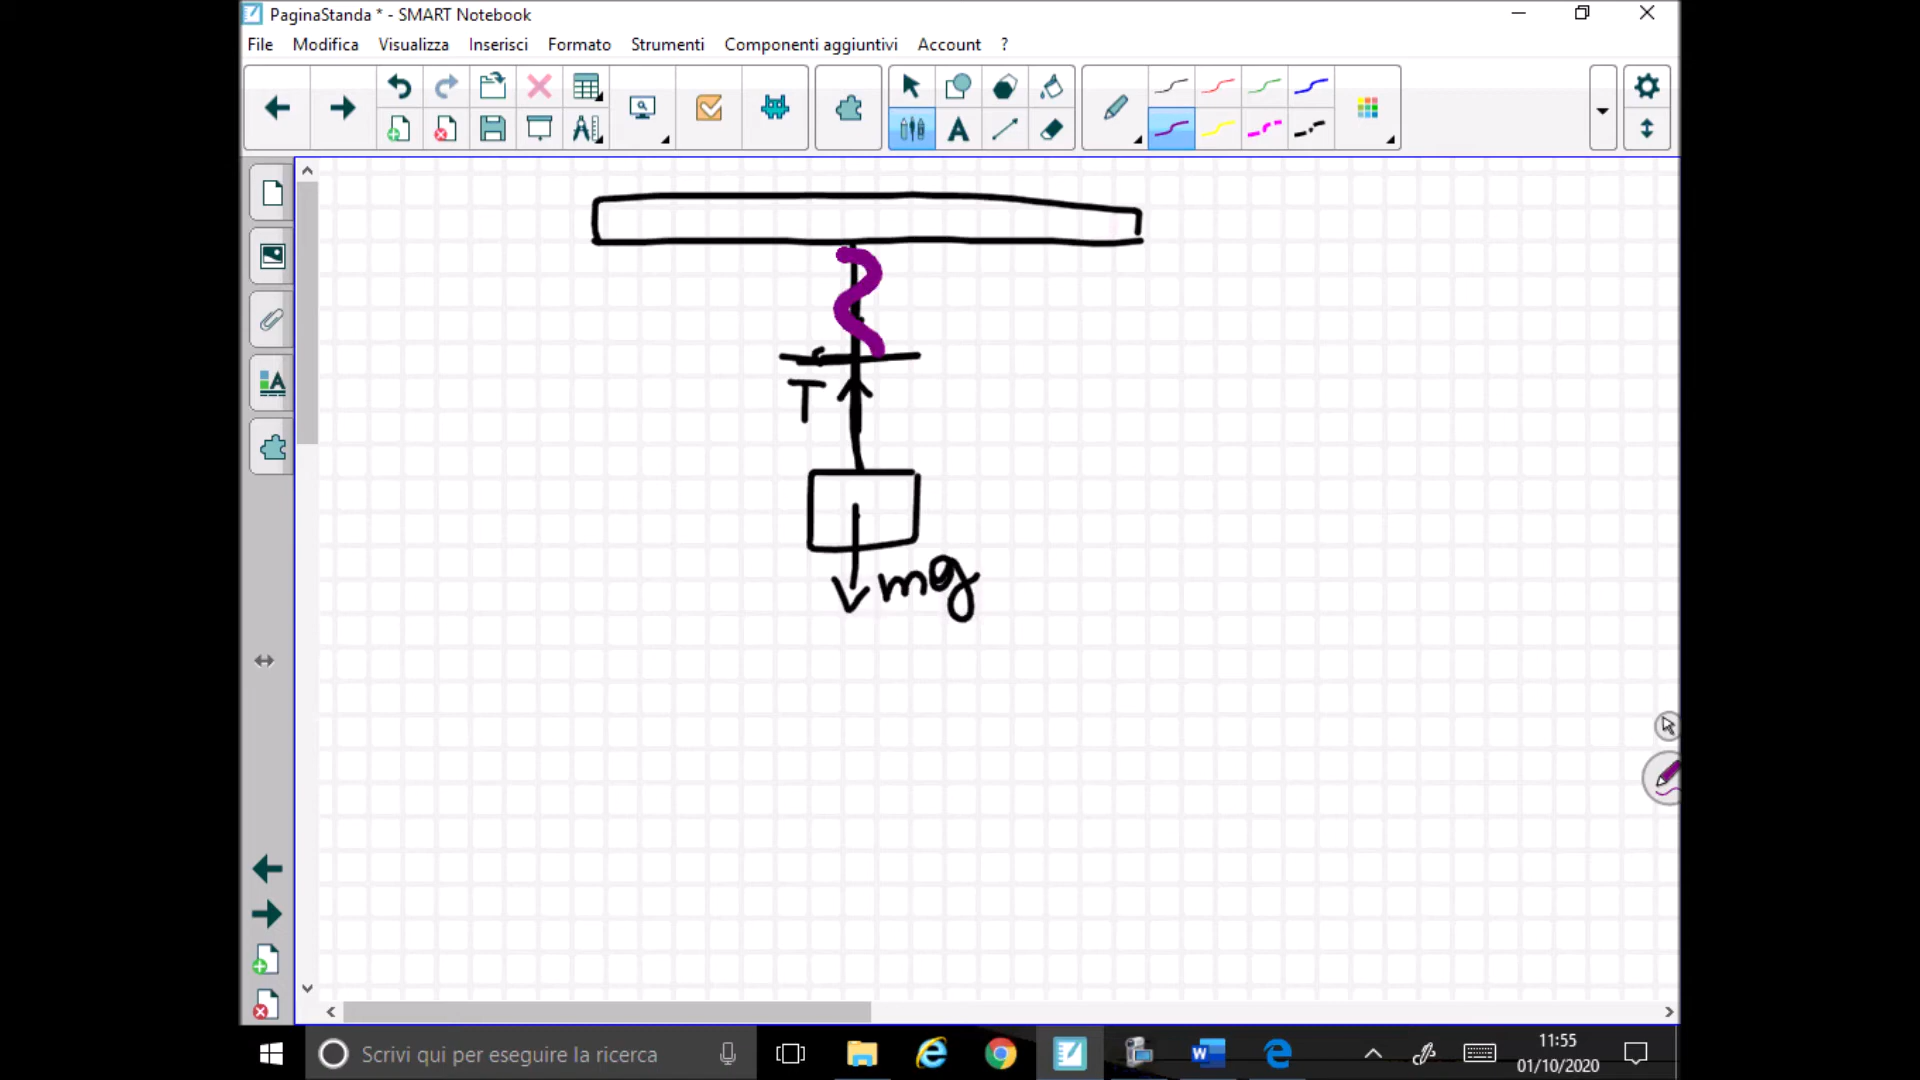 PaginaStanda * - SMART Notebook
File Modifica Visualizza Inserisci Formato Strumenti Componenti aggiuntivi Account ?
T
mg
Scrivi qui per eseguire la ricerca
11:55
01/10/2020